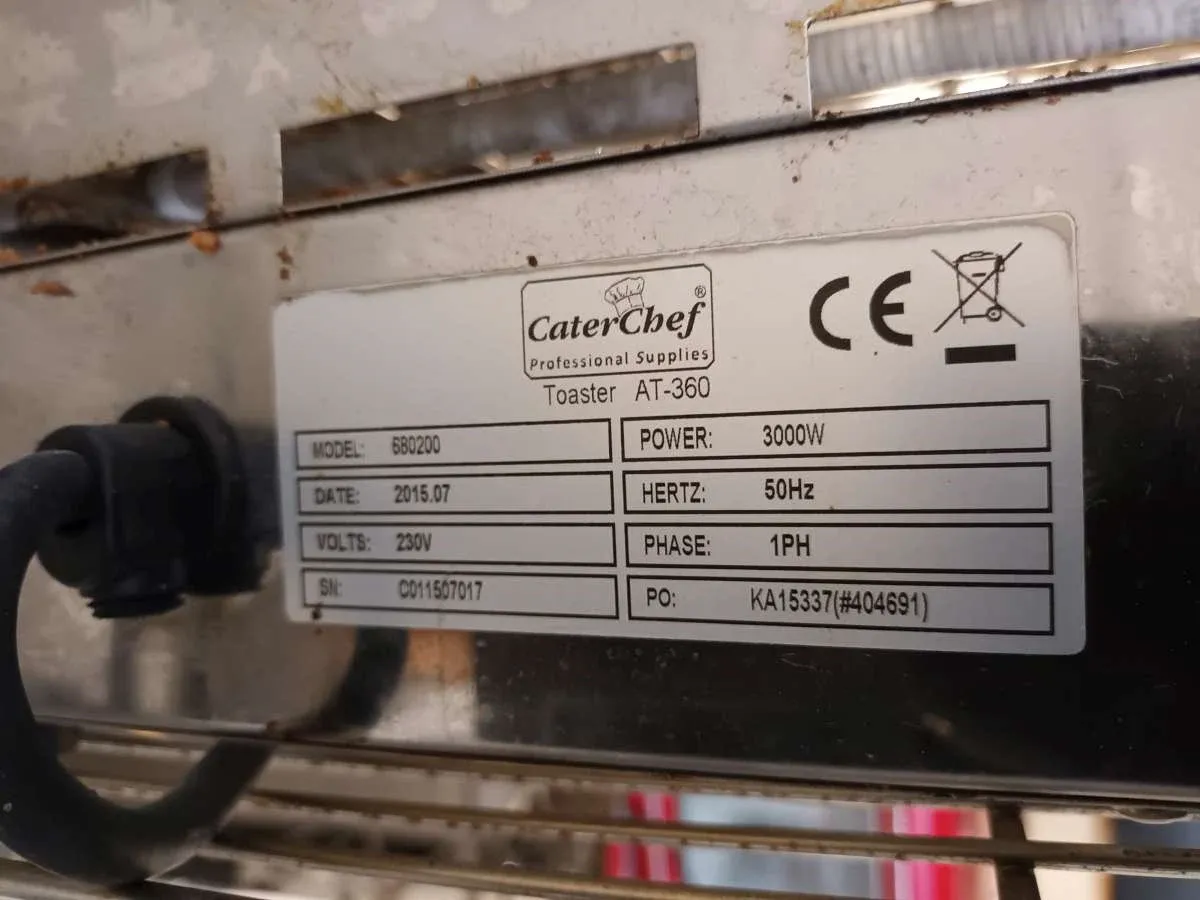 CaterChef®
Professional Supplies
CE
Toaster AT-360
MODEL: 680200
POWER: 3000W
DATE: 2015.07
HERTZ: 50Hz
VOLTS: 230V
PHASE: 1PH
SN: C011507017
PO: KA15337(#404691)